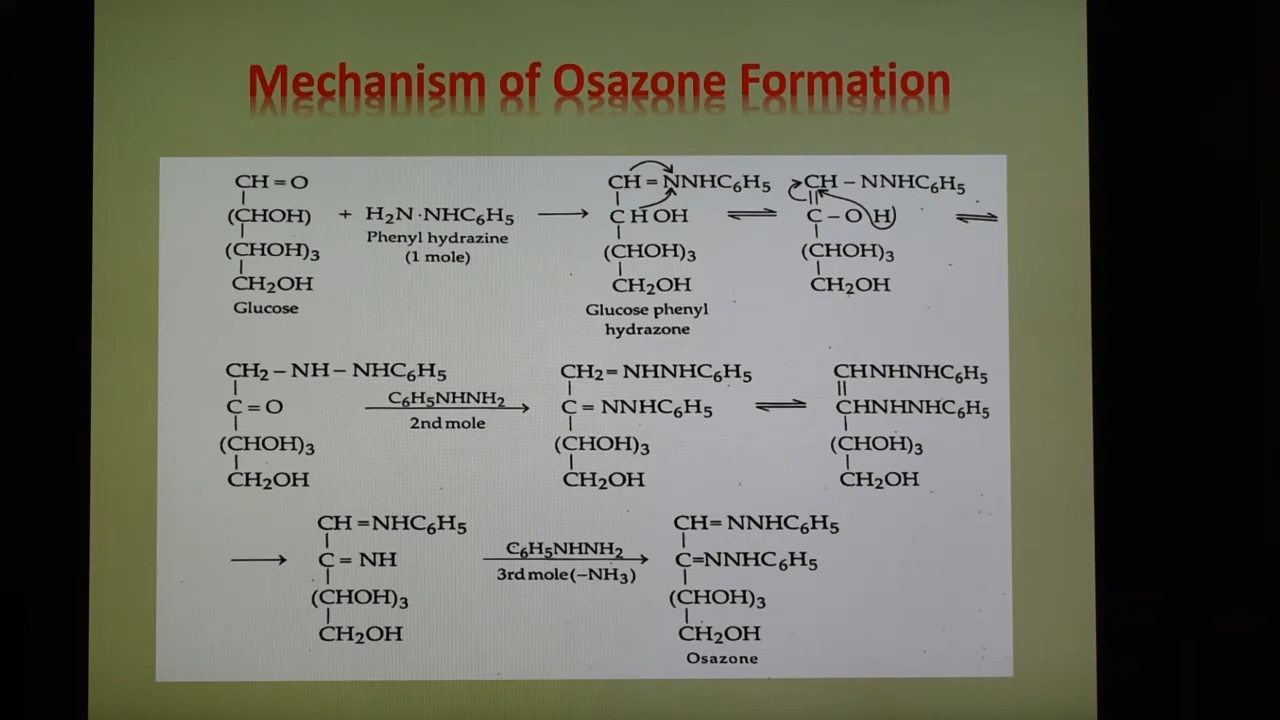 Mechanism of Osazone Formation
CH=O
(CHOH) + H₂N·NHC₆H₅ ⟶
(CHOH)₃
CH₂OH
Glucose
Phenyl hydrazine
(1 mole)
CH=NNHC₆H₅
CHOH ⇌
(CHOH)₃
CH₂OH
Glucose phenyl
hydrazone
CH–NNHC₆H₅
||
C–OH ⇌
(CHOH)₃
CH₂OH
CH₂–NH–NHC₆H₅
C=O
(CHOH)₃
CH₂OH
C₆H₅NHNH₂
2nd mole
CH₂=NHNHC₆H₅
C=NNHC₆H₅ ⇌
(CHOH)₃
CH₂OH
CHNHNHC₆H₅
||
CHNHNHC₆H₅
(CHOH)₃
CH₂OH
⟶
CH=NHC₆H₅
C=NH
(CHOH)₃
CH₂OH
C₆H₅NHNH₂
3rd mole(–NH₃)
CH=NNHC₆H₅
C=NNHC₆H₅
(CHOH)₃
CH₂OH
Osazone